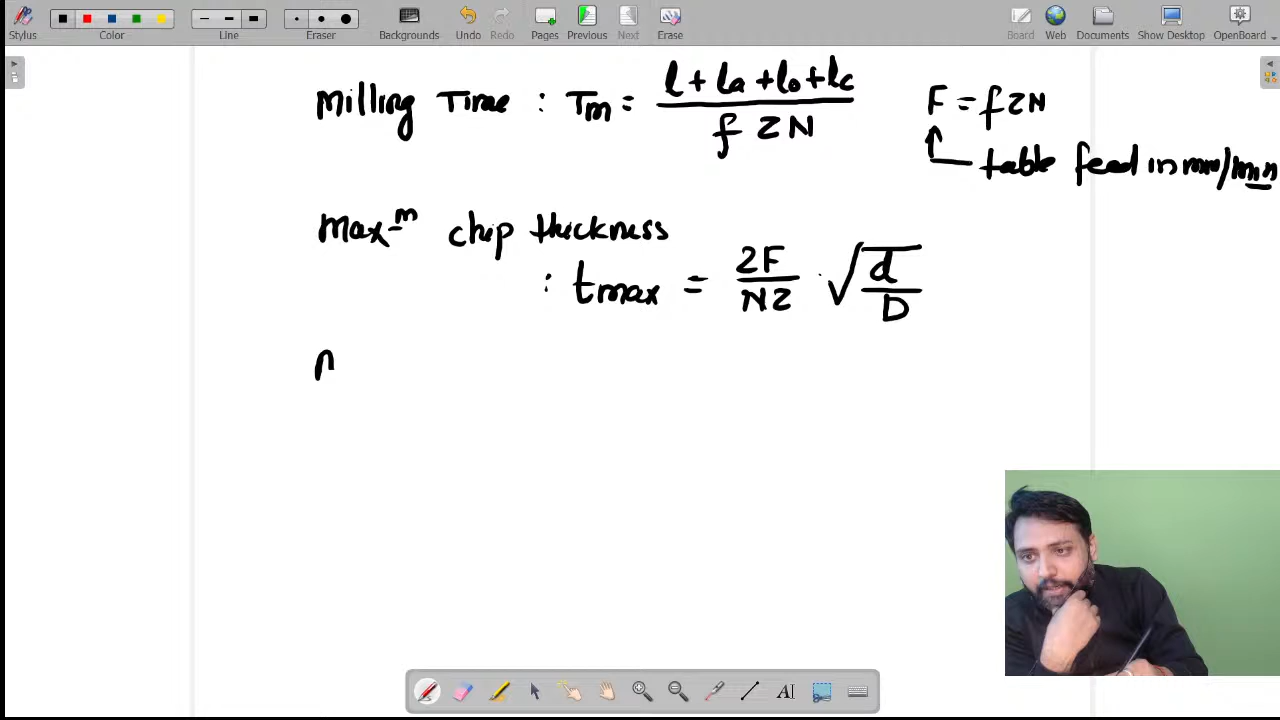 Stylus Color Line Eraser Backgrounds Undo Redo Pages Previous Next Erase Board Web Documents Show Desktop OpenBoard
Milling Time : Tm = l + la + lo + lc / f Z N
F = f Z N
table feed in mm/min
Max-m chip thickness
: tmax = 2F / NZ √ d / D